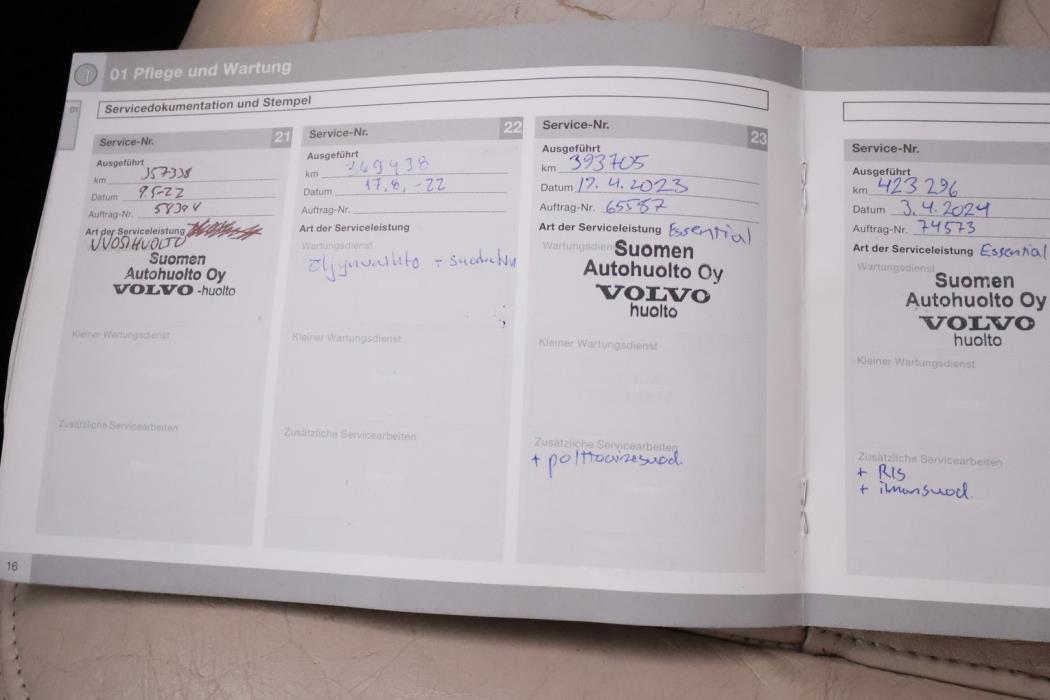 01 Pflege und Wartung
01
Servicedokumentation und Stempel
Service-Nr. 21
Ausgeführt
km 357338
Datum 9.5-22
Auftrag-Nr. 58394
Art der Serviceleistung
VUOSIHUOLTO
Suomen
Autohuolto Oy
VOLVO -huolto
Kleiner Wartungsdienst
Zusätzliche Servicearbeiten
Service-Nr. 22
Ausgeführt
km 369438
Datum 17.8,-22
Auftrag-Nr.
Art der Serviceleistung
Wartungsdienst
öljynvaihto
Kleiner Wartungsdienst
Zusätzliche Servicearbeiten
Service-Nr. 23
Ausgeführt
km 393705
Datum 17.4.2023
Auftrag-Nr. 65587
Art der Serviceleistung Essential
Wartungsdienst
Suomen
Autohuolto Oy
VOLVO
huolto
Kleiner Wartungsdienst
Zusätzliche Servicearbeiten
+ polttoainesuod.
Service-Nr.
Ausgeführt
km 423 296
Datum 3.4.2024
Auftrag-Nr. 74573
Art der Serviceleistung Essential
Wartungsdienst
Suomen
Autohuolto Oy
VOLVO
huolto
Kleiner Wartungsdienst
Zusätzliche Servicearbeiten
+ RIS
+ ilmansuod.
16